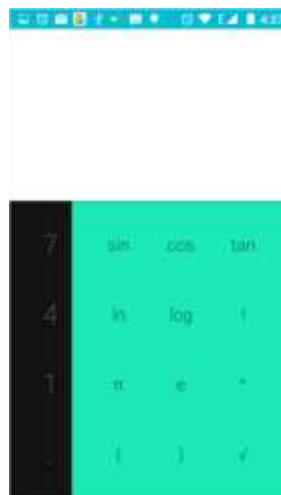 7 sin cos tan
4 ln log !
1 π e ^
. ( ) √